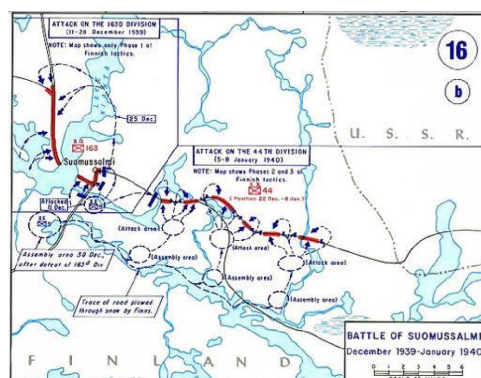 ATTACK ON THE 163D DIVISION
(11-28 December 1939)
NOTE: Map shows only Phase 1 of
Finnish tactics.
16
b
25 Dec.
163
Suomussalmi
U. S. S. R.
ATTACK ON THE 44TH DIVISION
(5-8 January 1940)
NOTE: Map shows Phases 2 and 3 of
Finnish tactics.
44
(Position 22 Dec.-8 Jan.)
Attacked
11 Dec.
(Attack area)
(Attack area)
(Attack area)
Assembly area 30 Dec.,
after defeat of 163d Div
(Assembly area)
(Assembly area)
(Assembly area)
Trace of road plowed
through snow by Finns.
FINLAND
BATTLE OF SUOMUSSALMI
December 1939-January 1940